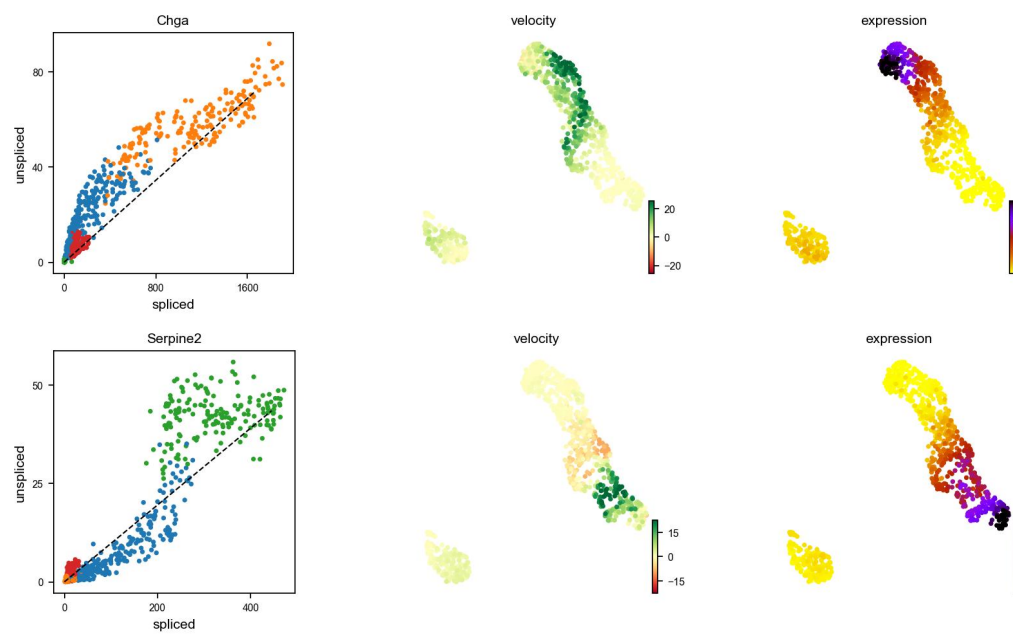 Chga
velocity
expression
80
40
0
unspliced
0
800
1600
spliced
20
0
−20
Serpine2
velocity
expression
50
25
0
unspliced
0
200
400
spliced
15
0
−15